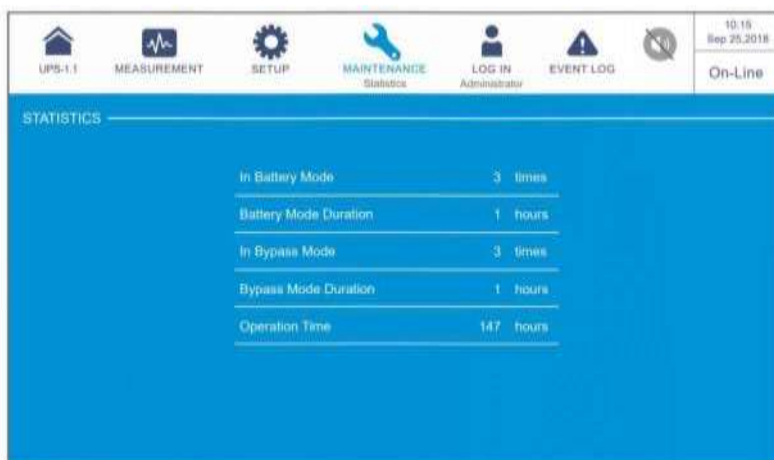 10:15
Sep 25,2018
UPS-1.1 MEASUREMENT SETUP MAINTENANCE LOG IN EVENT LOG
Statistics Administrator
On-Line
STATISTICS
In Battery Mode 3 times
Battery Mode Duration 1 hours
In Bypass Mode 3 times
Bypass Mode Duration 1 hours
Operation Time 147 hours